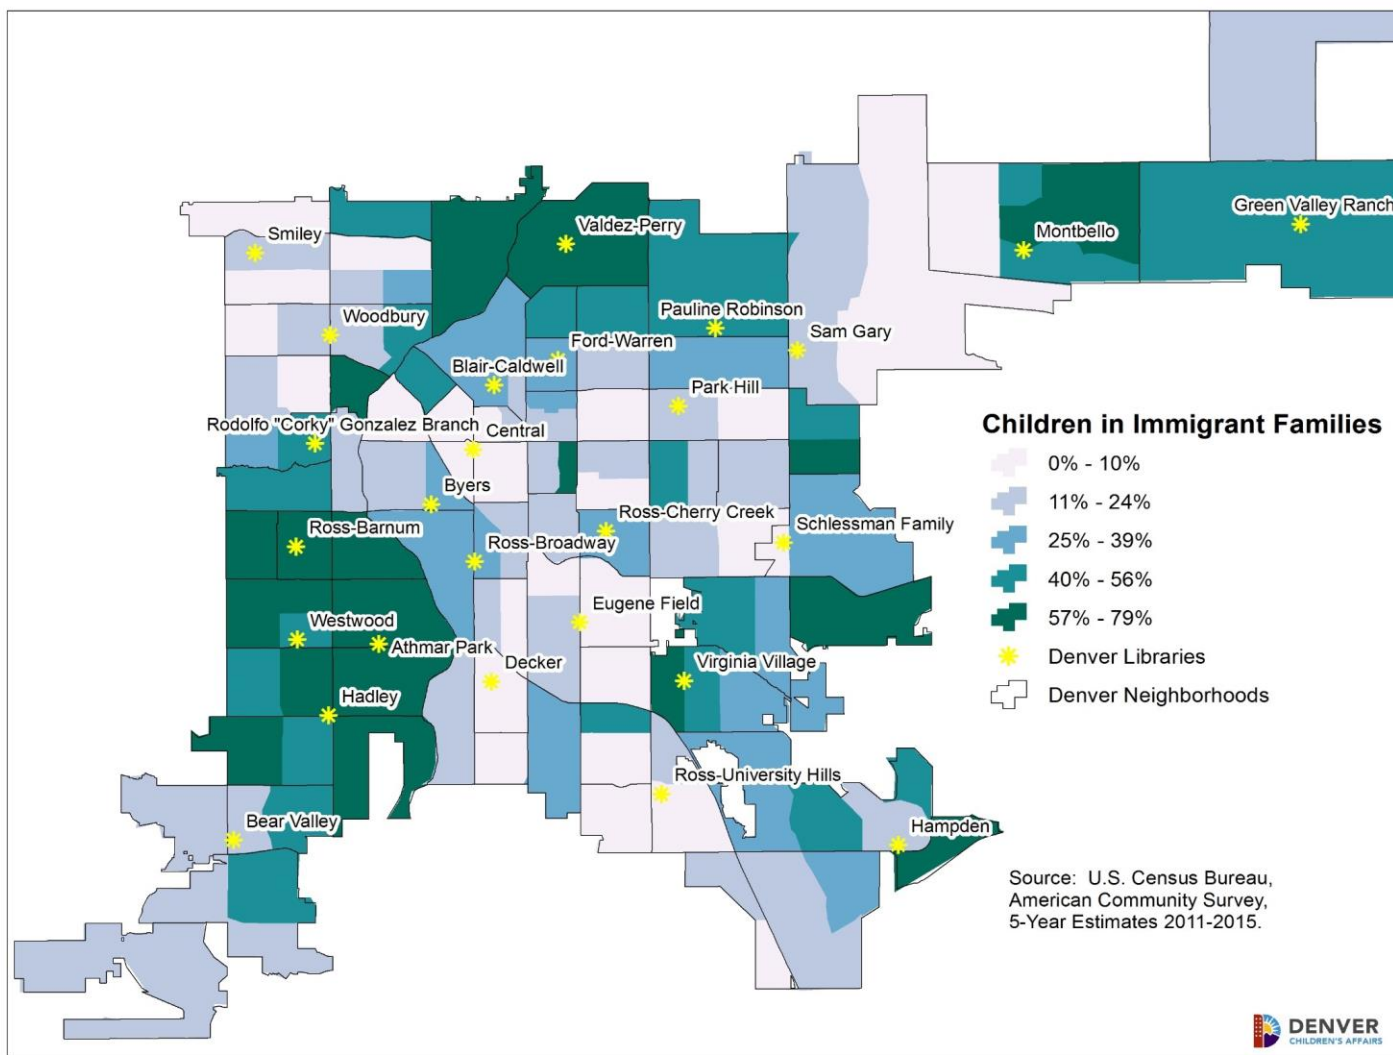 Smiley
Valdez-Perry
Montbello
Green Valley Ranch
Woodbury
Pauline Robinson
Ford-Warren
Sam Gary
Blair-Caldwell
Park Hill
Rodolfo "Corky" Gonzalez Branch
Central
Byers
Ross-Barnum
Ross-Cherry Creek
Schlessman Family
Ross-Broadway
Eugene Field
Westwood
Athmar Park
Decker
Virginia Village
Hadley
Ross-University Hills
Bear Valley
Hampden
Children in Immigrant Families
0% - 10%
11% - 24%
25% - 39%
40% - 56%
57% - 79%
Denver Libraries
Denver Neighborhoods
Source: U.S. Census Bureau,
American Community Survey,
5-Year Estimates 2011-2015.
DENVER
CHILDREN'S AFFAIRS